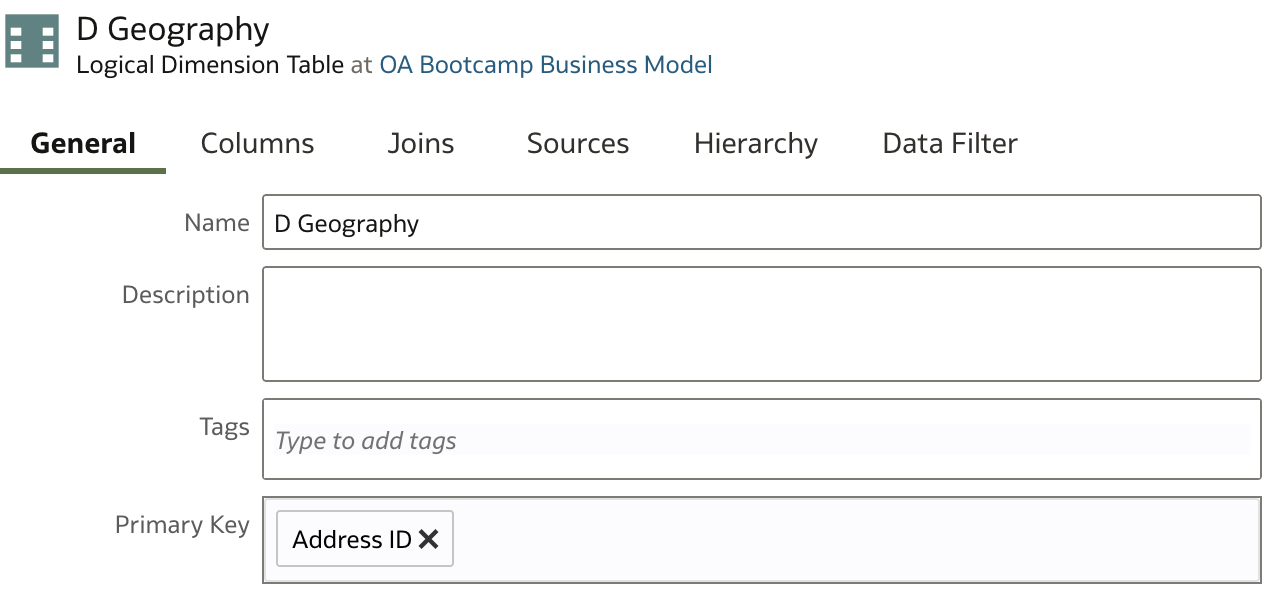 D Geography
Logical Dimension Table at OA Bootcamp Business Model
General Columns Joins Sources Hierarchy Data Filter
Name D Geography
Description
Tags Type to add tags
Primary Key Address ID